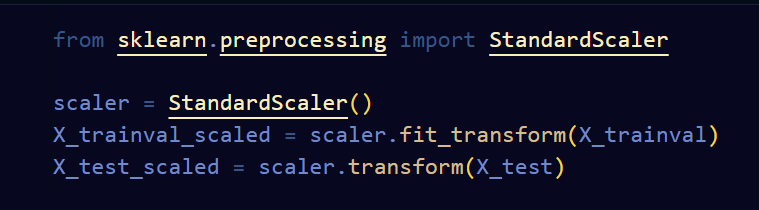 from sklearn.preprocessing import StandardScaler
scaler = StandardScaler()
X_trainval_scaled = scaler.fit_transform(X_trainval)
X_test_scaled = scaler.transform(X_test)